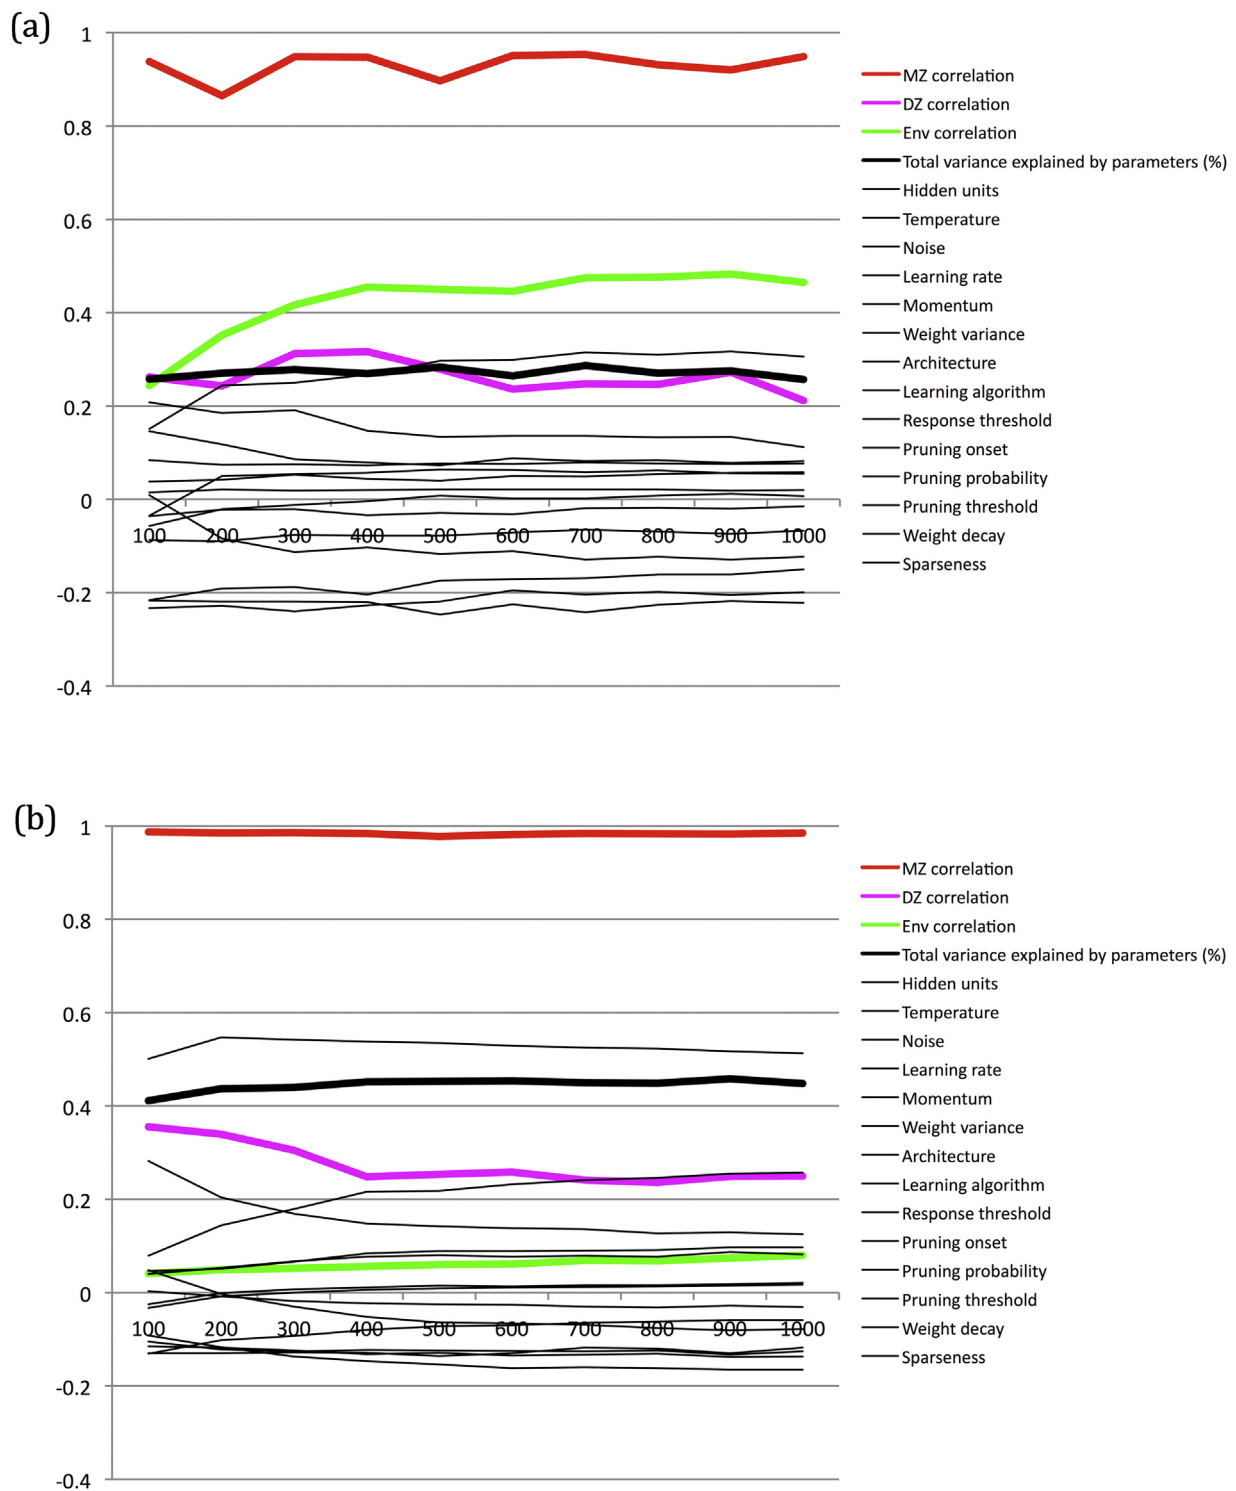 (a)
1
0.8
0.6
0.4
0.2
0
-0.2
-0.4
100 200 300 400 500 600 700 800 900 1000
MZ correlation
DZ correlation
Env correlation
Total variance explained by parameters (%)
Hidden units
Temperature
Noise
Learning rate
Momentum
Weight variance
Architecture
Learning algorithm
Response threshold
Pruning onset
Pruning probability
Pruning threshold
Weight decay
Sparseness
(b)
1
0.8
0.6
0.4
0.2
0
-0.2
-0.4
100 200 300 400 500 600 700 800 900 1000
MZ correlation
DZ correlation
Env correlation
Total variance explained by parameters (%)
Hidden units
Temperature
Noise
Learning rate
Momentum
Weight variance
Architecture
Learning algorithm
Response threshold
Pruning onset
Pruning probability
Pruning threshold
Weight decay
Sparseness